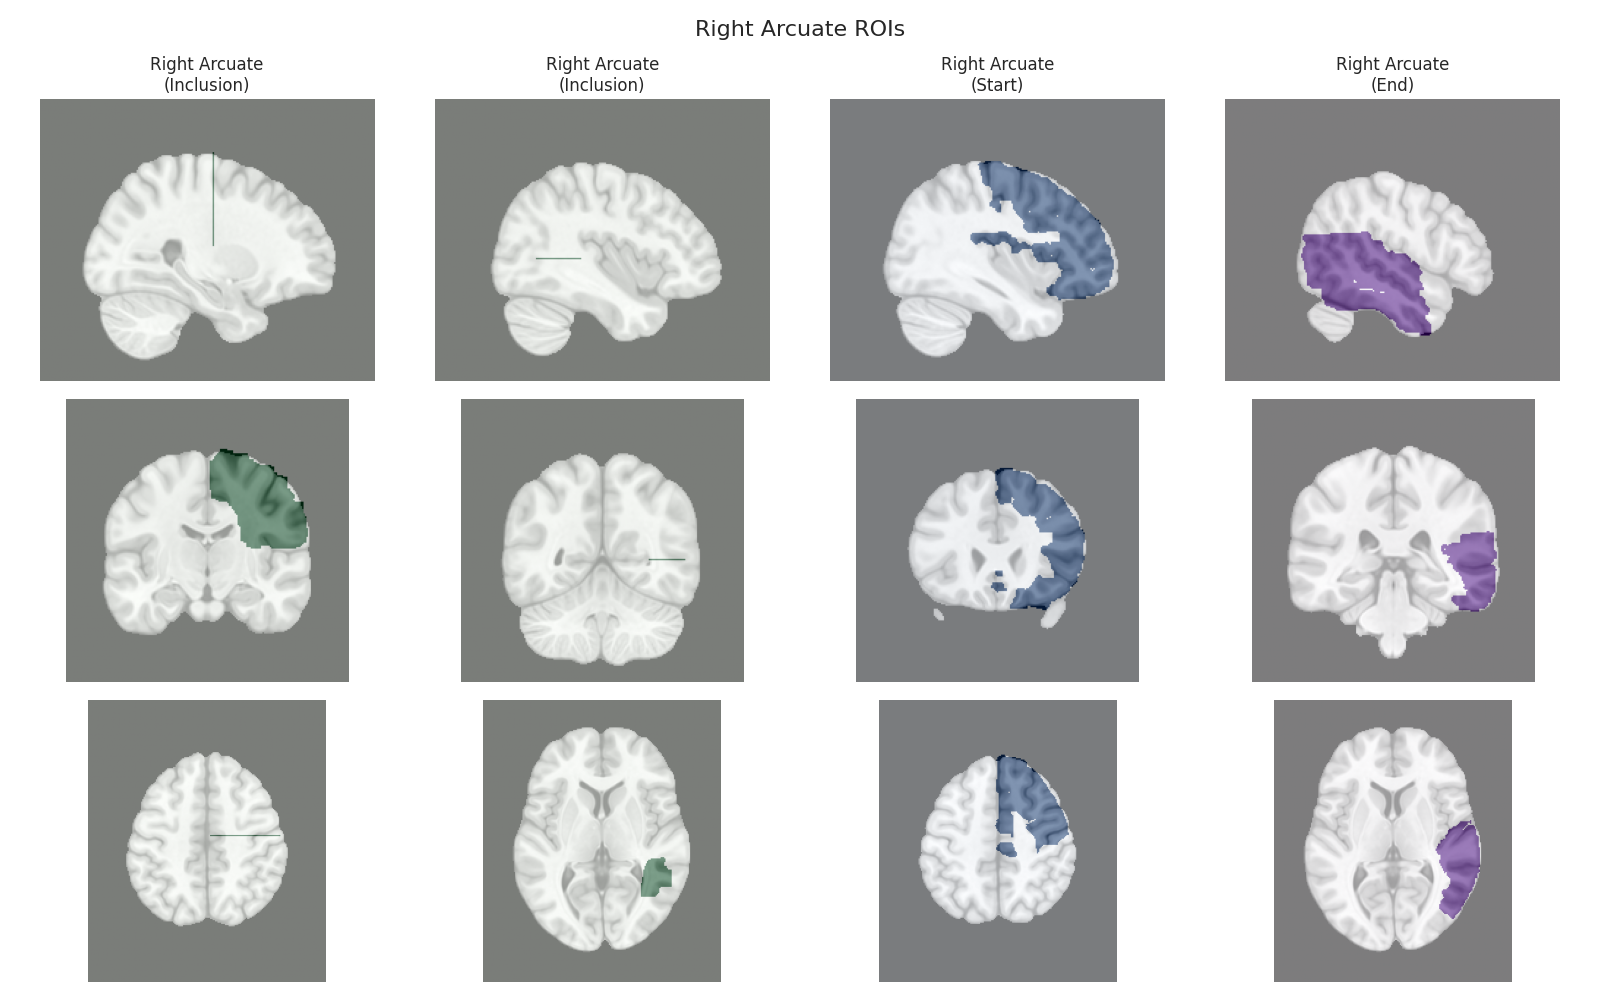 Right Arcuate ROIs
Right Arcuate
(Inclusion)
Right Arcuate
(Inclusion)
Right Arcuate
(Start)
Right Arcuate
(End)